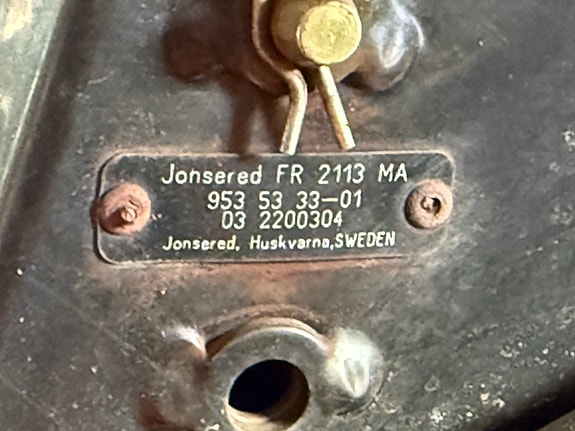 Jonsered FR 2113 MA
953 53 33-01
03 2200304
Jonsered, Huskvarna,SWEDEN